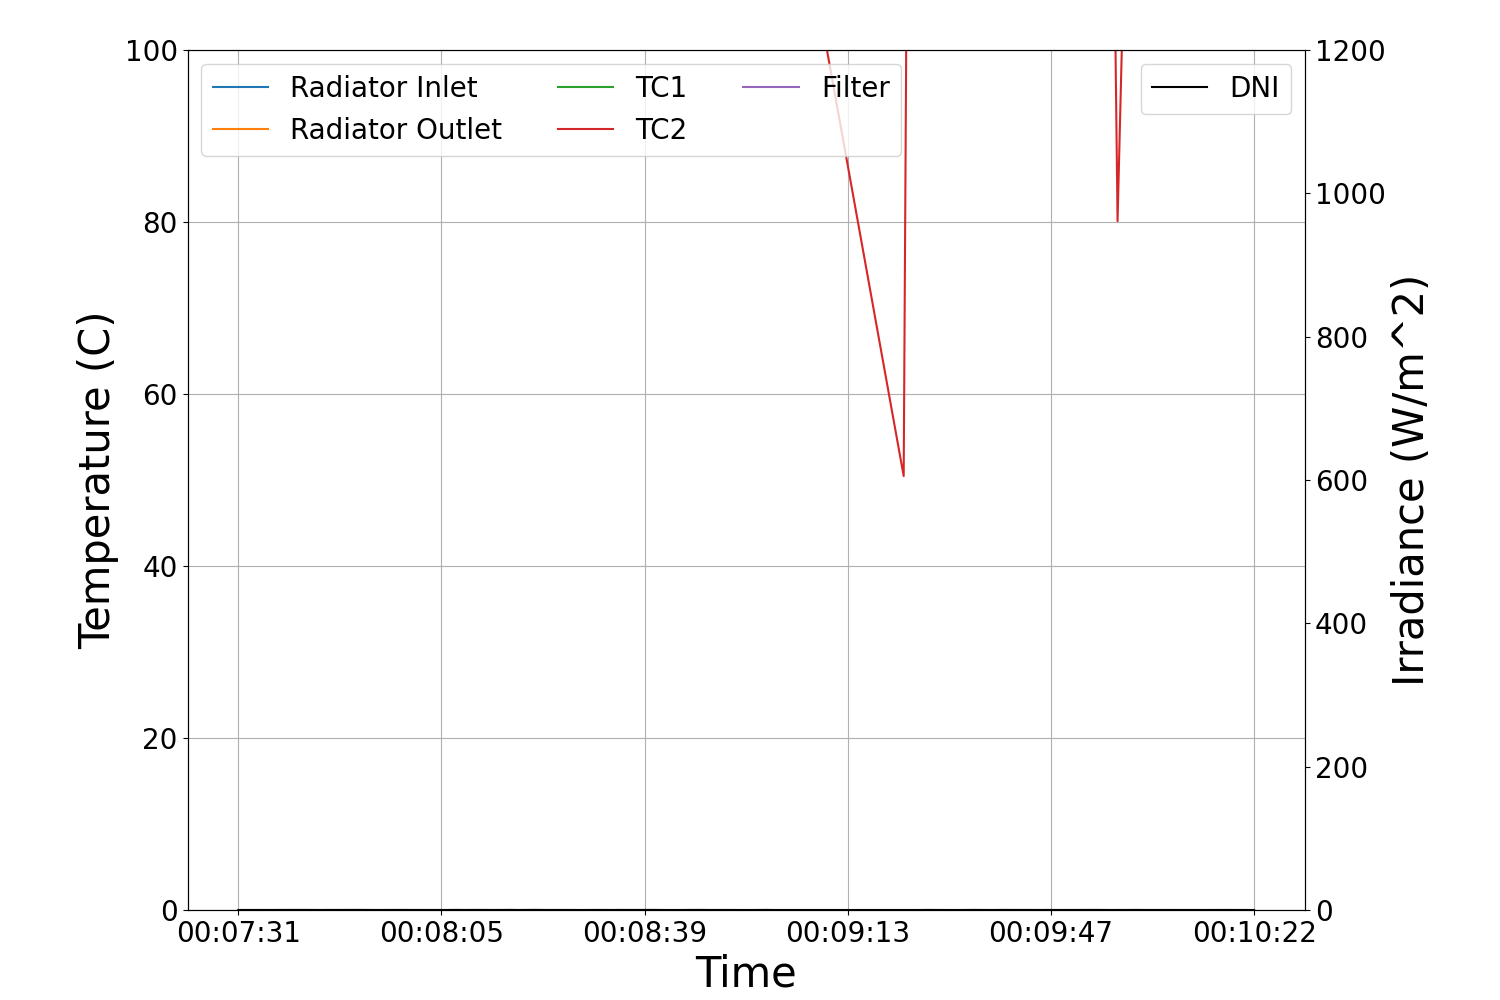 Radiator Inlet
Radiator Outlet
TC1
TC2
Filter
DNI
Temperature (C)
100
80
60
40
20
0
1200
1000
800
600
400
200
0
Irradiance (W/m^2)
00:07:31
00:08:05
00:08:39
00:09:13
00:09:47
00:10:22
Time